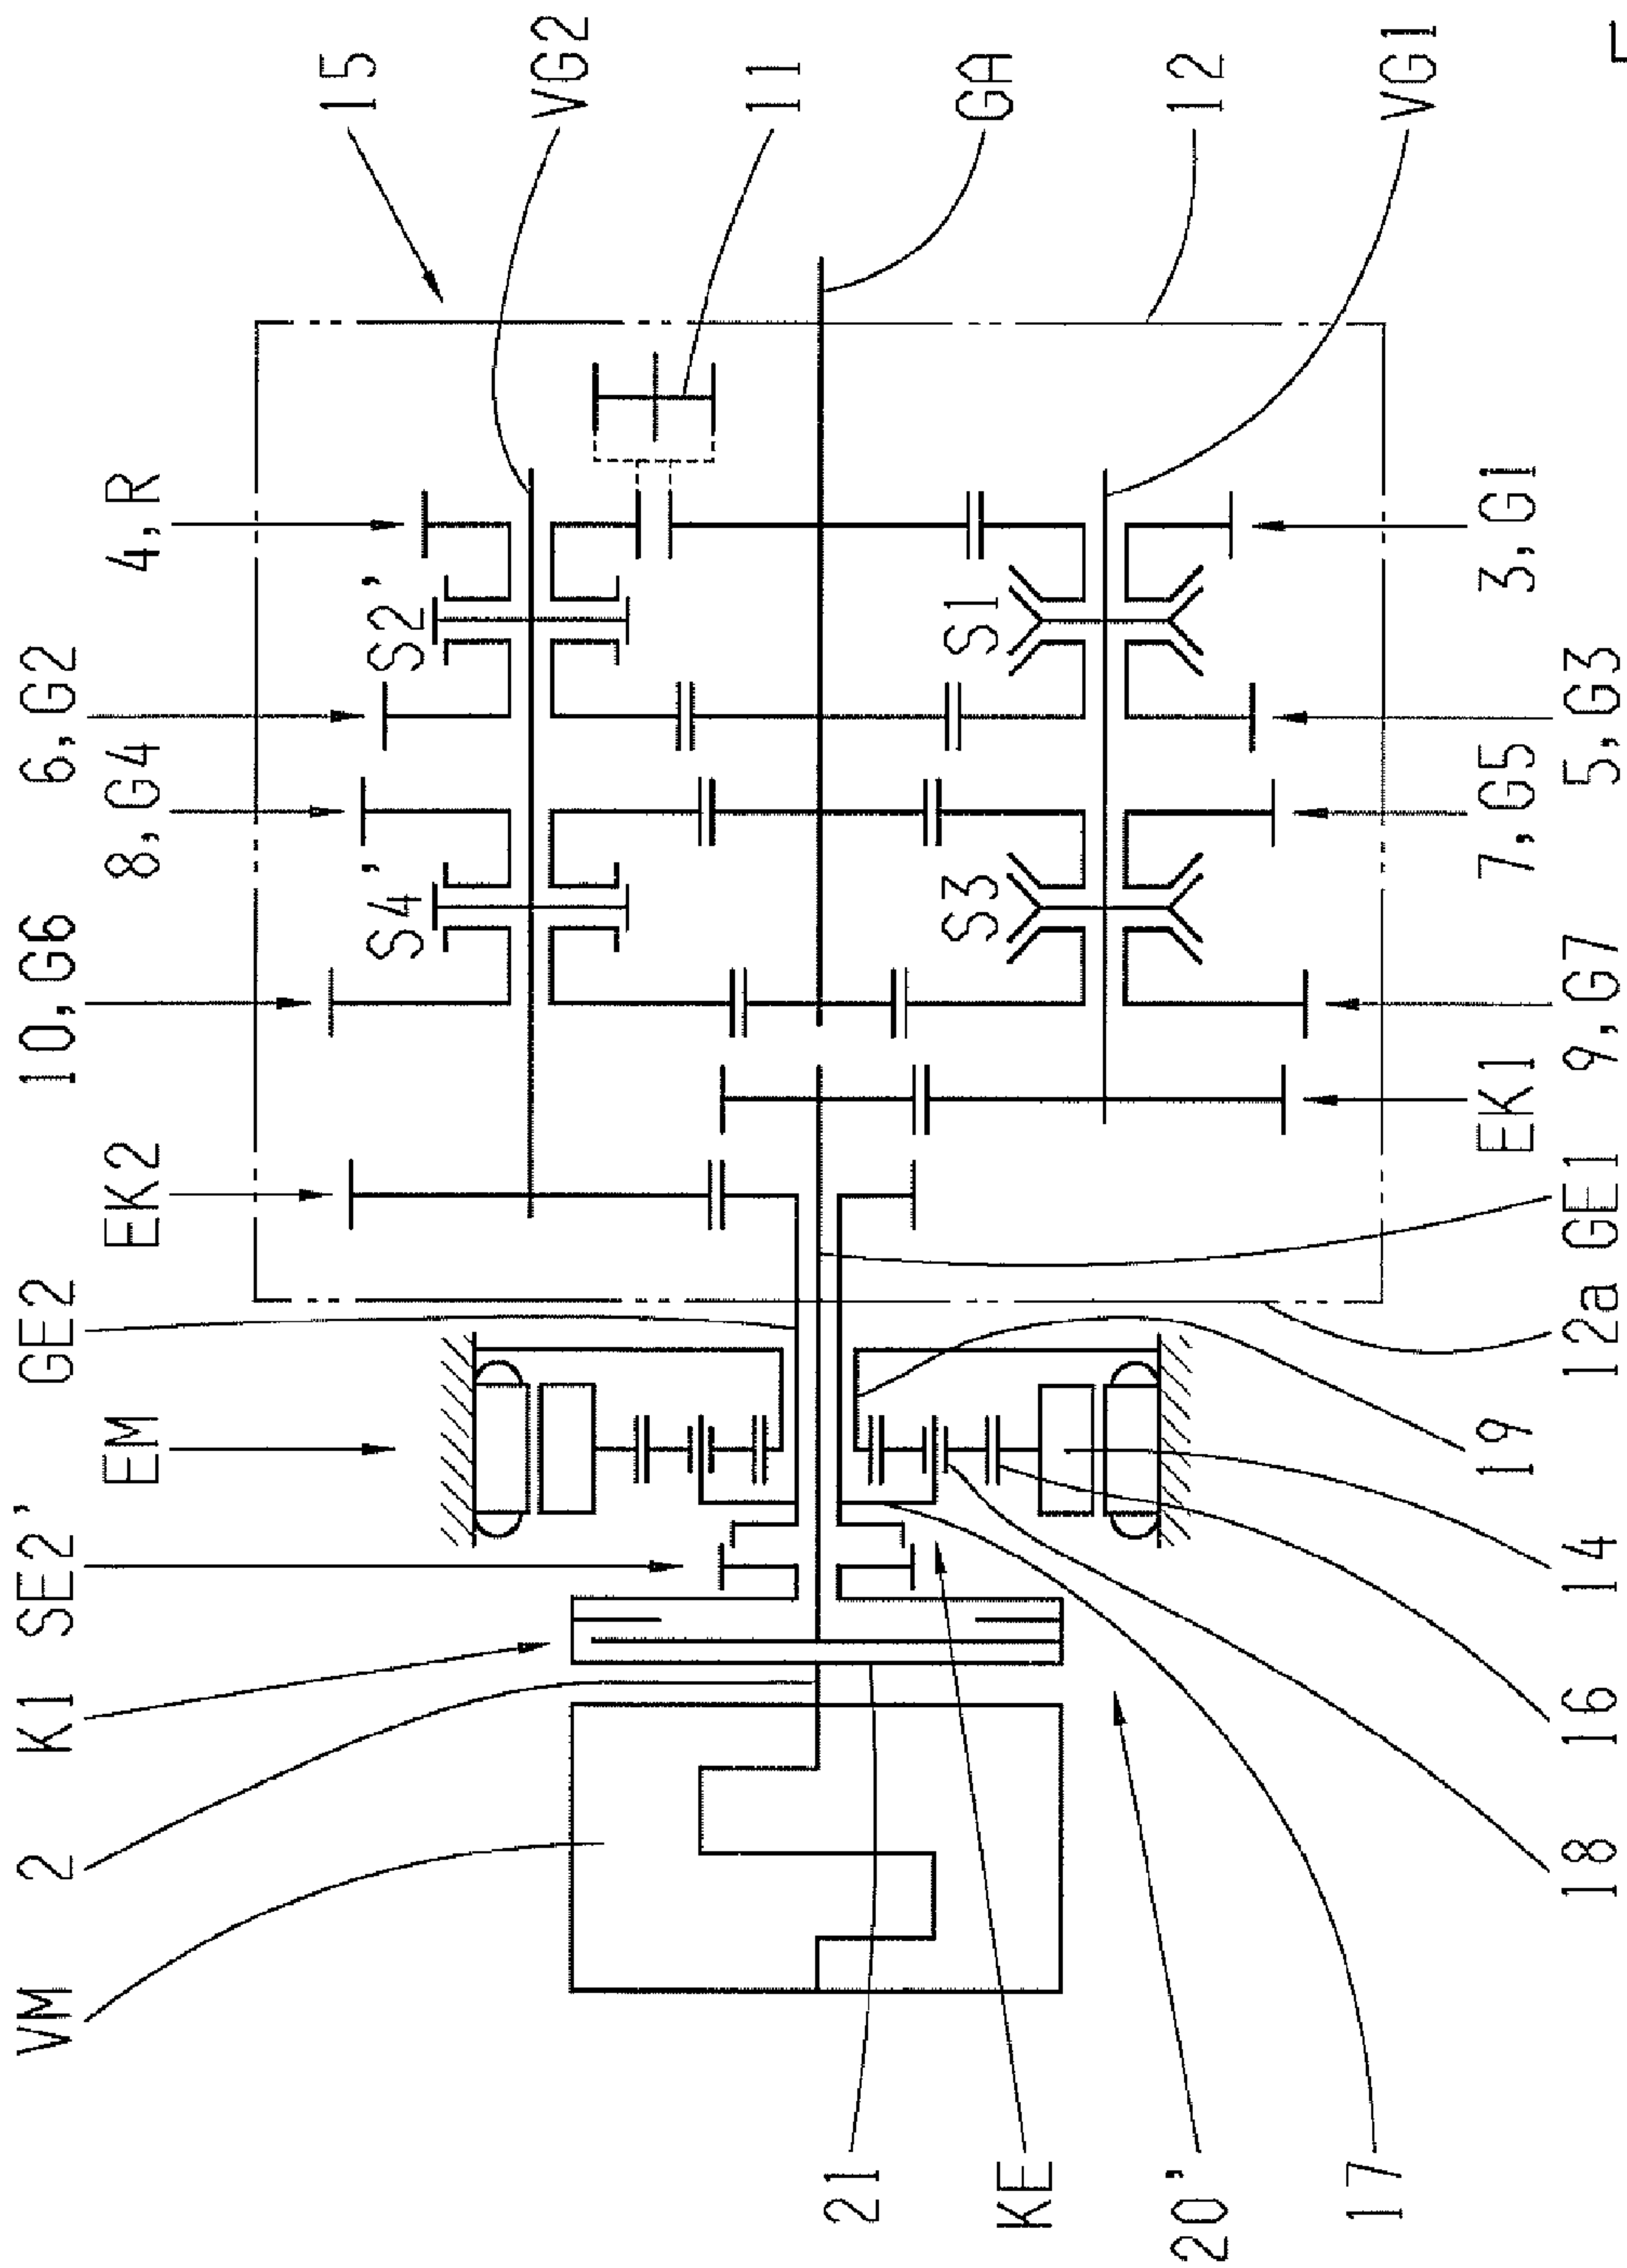 VM
2
K1
SE2'
EM
GE2
EK2
10,G6
8,G4
6,G2
4,R
15
VG2
11
GA
12
VG1
S4'
S2'
S3
S1
21
KE
20'
17
18
16
14
19
12a
GE1
EK1
9,G7
7,G5
5,G3
3,G1